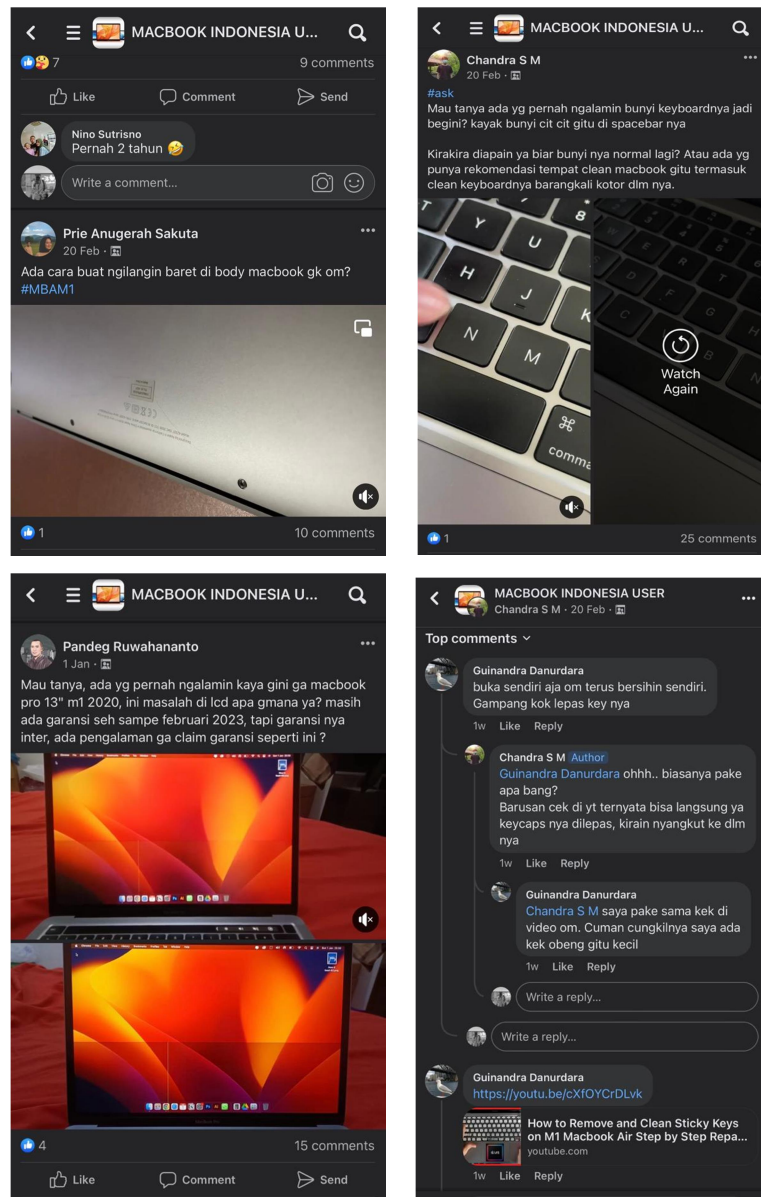 MACBOOK INDONESIA U...
7
9 comments
Like
Comment
Send
Nino Sutrisno
Pernah 2 tahun 🤣
Write a comment...
Prie Anugerah Sakuta
20 Feb ·
Ada cara buat ngilangin baret di body macbook gk om?
#MBAM1
1
10 comments
MACBOOK INDONESIA U...
Chandra S M
20 Feb ·
#ask
Mau tanya ada yg pernah ngalamin bunyi keyboardnya jadi
begini? kayak bunyi cit cit gitu di spacebar nya
Kirakira diapain ya biar bunyi nya normal lagi? Atau ada yg
punya rekomendasi tempat clean macbook gitu termasuk
clean keyboardnya barangkali kotor dlm nya.
T
Y
U
8
H
J
K
N
M
⌘
comma
Watch
Again
1
25 comments
MACBOOK INDONESIA U...
Pandeg Ruwahananto
1 Jan ·
Mau tanya, ada yg pernah ngalamin kaya gini ga macbook
pro 13" m1 2020, ini masalah di lcd apa gmana ya? masih
ada garansi seh sampe februari 2023, tapi garansi nya
inter, ada pengalaman ga claim garansi seperti ini ?
4
15 comments
Like
Comment
Send
MACBOOK INDONESIA USER
Chandra S M · 20 Feb ·
Top comments
Guinandra Danurdara
buka sendiri aja om terus bersihin sendiri.
Gampang kok lepas key nya
1w Like Reply
Chandra S M Author
Guinandra Danurdara ohhh.. biasanya pake
apa bang?
Barusan cek di yt ternyata bisa langsung ya
keycaps nya dilepas, kirain nyangkut ke dlm
nya
1w Like Reply
Guinandra Danurdara
Chandra S M saya pake sama kek di
video om. Cuman cungkilnya saya ada
kek obeng gitu kecil
1w Like Reply
Write a reply...
Write a reply...
Guinandra Danurdara
https://youtu.be/cXfOYCrDLvk
How to Remove and Clean Sticky Keys
on M1 Macbook Air Step by Step Repa...
youtube.com
1w Like Reply